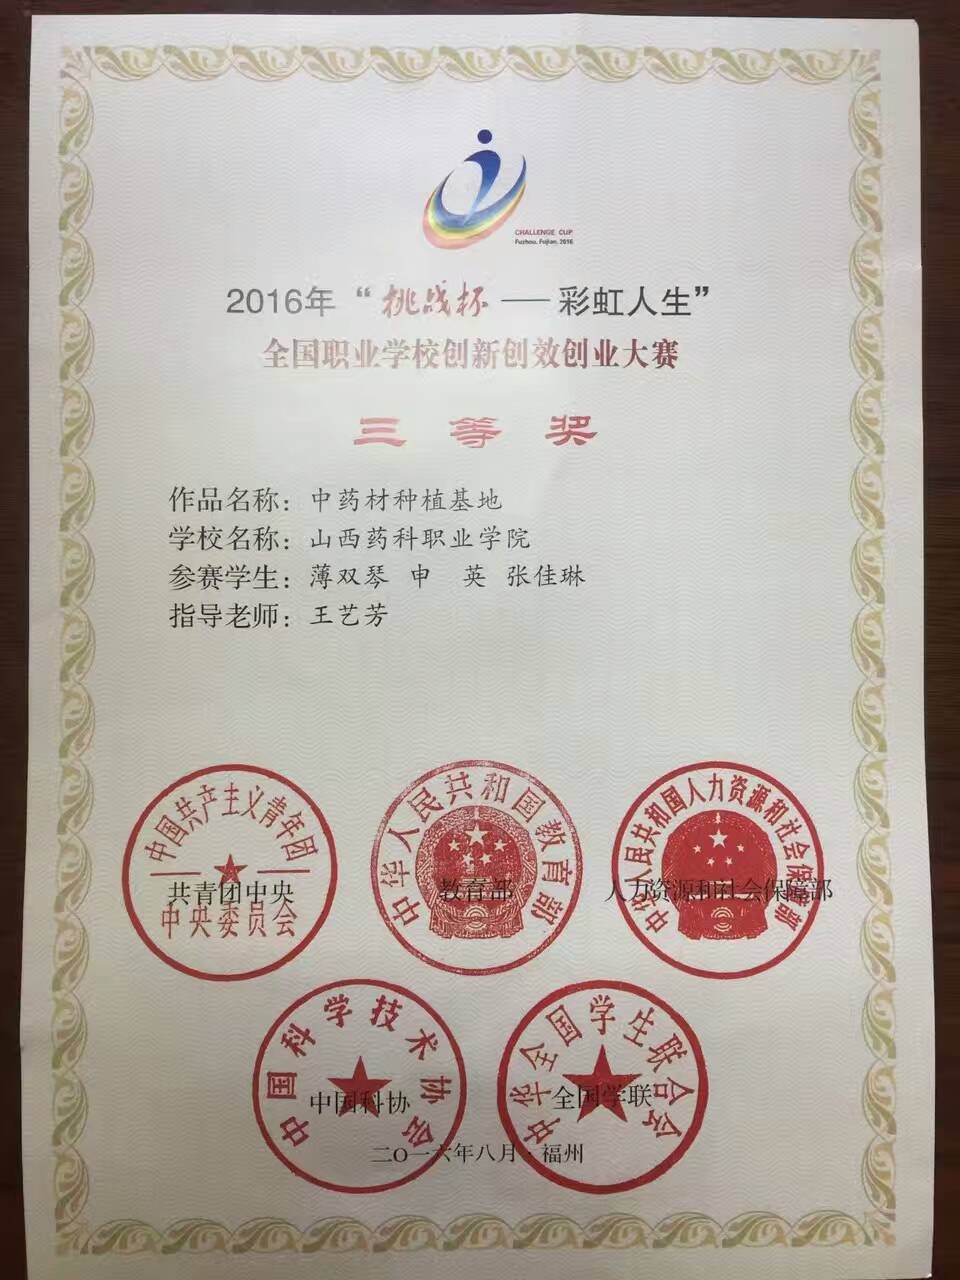 CHALLENGE CUP
Fuzhou, Fujian, 2016
2016年“挑战杯——彩虹人生”
全国职业学校创新创效创业大赛
三等奖
作品名称：中药材种植基地
学校名称：山西药科职业学院
参赛学生：薄双琴 申　英 张佳琳
指导老师：王艺芳
中国共产主义青年团
共青团中央
中央委员会
中华人民共和国教育部
教育部
中华人民共和国人力资源和社会保障部
人力资源和社会保障部
中国科学技术协会
中国科协
中华全国学生联合会
全国学联
二〇一六年八月·福州